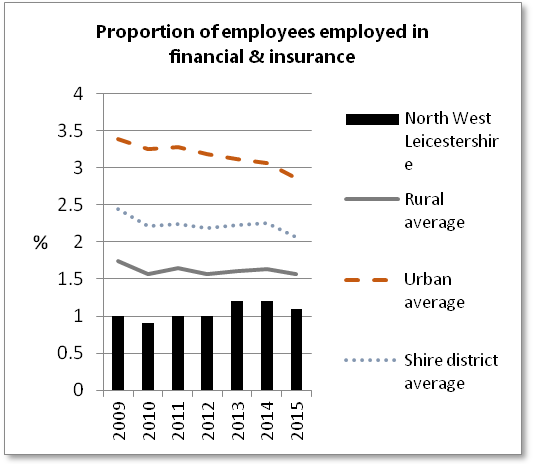 Proportion of employees employed in
financial & insurance
4
3.5
3
2.5
2
1.5
1
0.5
0
%
2009
2010
2011
2012
2013
2014
2015
North West
Leicestershir
e
Rural
average
Urban
average
Shire district
average